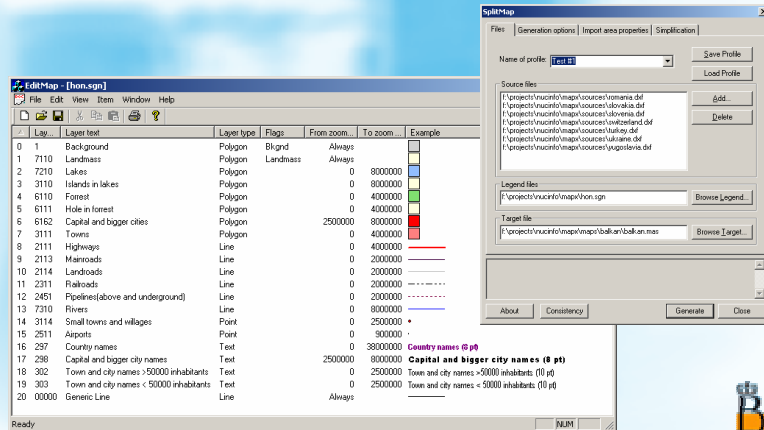 SplitMap
Files Generation options Import area properties Simplification
Name of profile: Test #1
Save Profile
Load Profile
Source files
f:\projects\nucinfo\mapx\sources\romania.dxf
f:\projects\nucinfo\mapx\sources\slovakia.dxf
f:\projects\nucinfo\mapx\sources\slovenia.dxf
f:\projects\nucinfo\mapx\sources\switzerland.dxf
f:\projects\nucinfo\mapx\sources\turkey.dxf
f:\projects\nucinfo\mapx\sources\ukraine.dxf
f:\projects\nucinfo\mapx\sources\yugoslavia.dxf
Add...
Delete
Legend files
f:\projects\nucinfo\mapx\hon.sgn
Browse Legend...
Target file
f:\projects\nucinfo\mapx\maps\balkan\balkan.mas
Browse Target...
About Consistency Generate Close
EditMap - [hon.sgn]
File Edit View Item Window Help
Lay... Layer text Layer type Flags From zoom... To zoom ... Example
0 1 Background Polygon Bkgnd Always
1 7110 Landmass Polygon Landmass Always
2 7210 Lakes Polygon 0 8000000
3 3110 Islands in lakes Polygon 0 8000000
4 6110 Forrest Polygon 0 4000000
5 6111 Hole in forrest Polygon 0 4000000
6 6162 Capital and bigger cities Polygon 2500000 8000000
7 3111 Towns Polygon 0 4000000
8 2111 Highways Line 0 4000000
9 2113 Mainroads Line 0 2000000
10 2114 Landroads Line 0 2000000
11 2311 Railroads Line 0 2000000
12 2451 Pipelines(above and underground) Line 0 2000000
13 7310 Rivers Line 0 8000000
14 3114 Small towns and willages Point 0 2500000
15 2511 Airports Point 0 900000
16 297 Country names Text 0 38000000 Country names (6 pt)
17 298 Capital and bigger city names Text 2500000 8000000 Capital and bigger city names (8 pt)
18 302 Town and city names >50000 inhabitants Text 0 2500000 Town and city names >50000 inhabitants (10 pt)
19 303 Town and city names < 50000 inhabitants Text 0 2500000 Town and city names < 50000 inhabitants (10 pt)
20 00000 Generic Line Line Always
Ready NUM